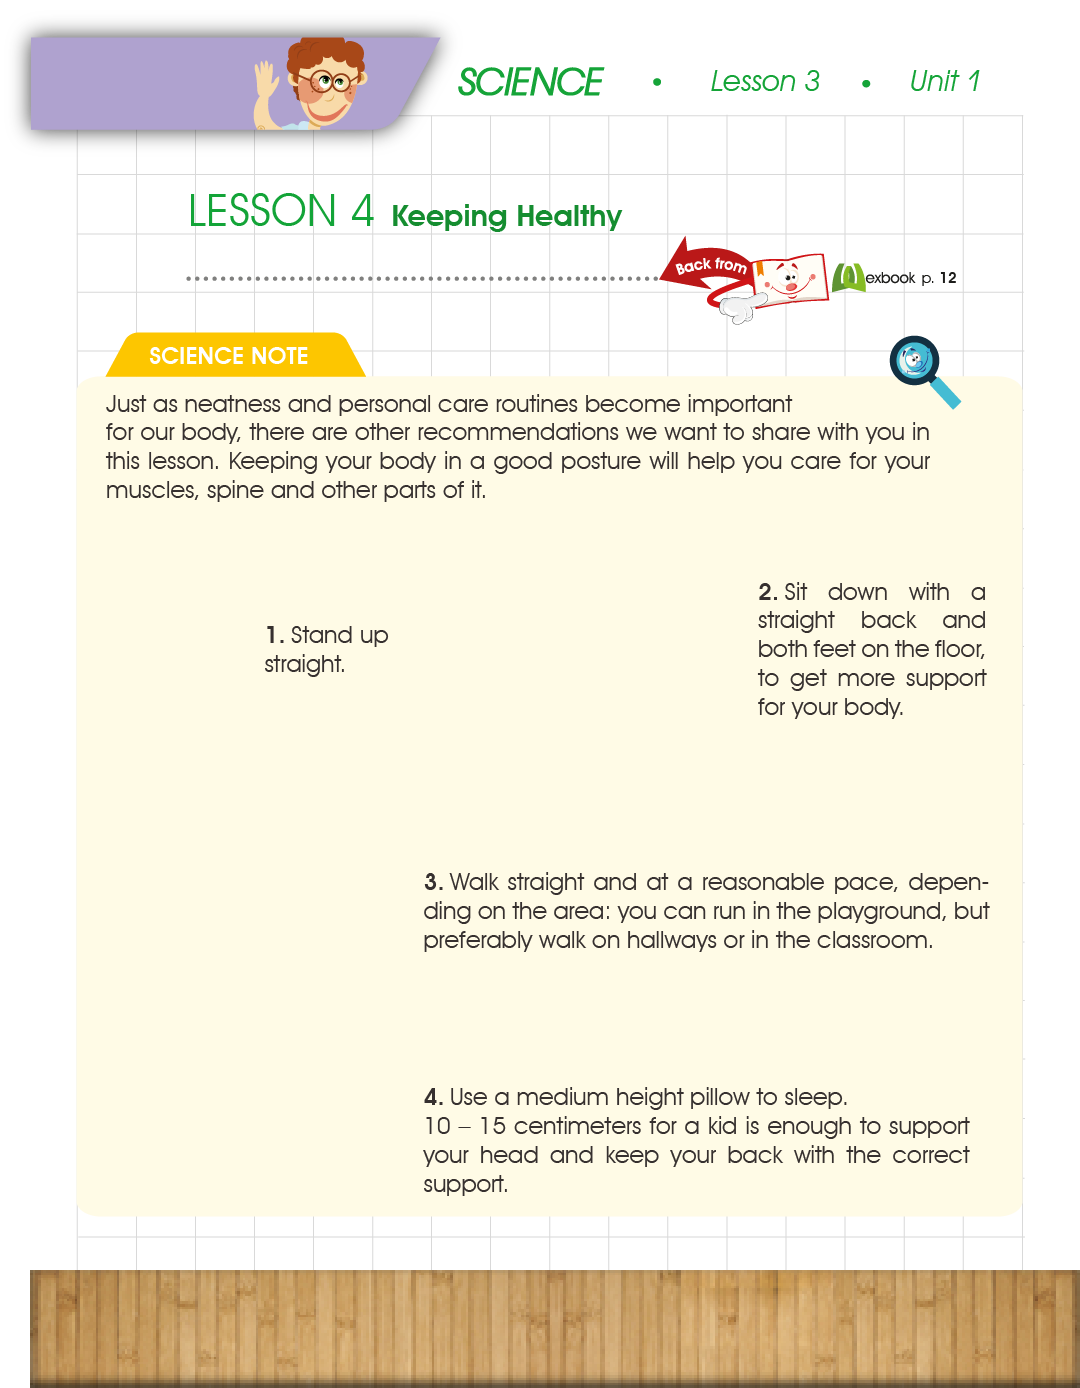 SCIENCE • Lesson 3 • Unit 1
LESSON 4 Keeping Healthy
Back from
exbook p. 12
SCIENCE NOTE
Just as neatness and personal care routines become important
for our body, there are other recommendations we want to share with you in
this lesson. Keeping your body in a good posture will help you care for your
muscles, spine and other parts of it.
1. Stand up
straight.
2. Sit down with a
straight back and
both feet on the floor,
to get more support
for your body.
3. Walk straight and at a reasonable pace, depen-
ding on the area: you can run in the playground, but
preferably walk on hallways or in the classroom.
4. Use a medium height pillow to sleep.
10 – 15 centimeters for a kid is enough to support
your head and keep your back with the correct
support.